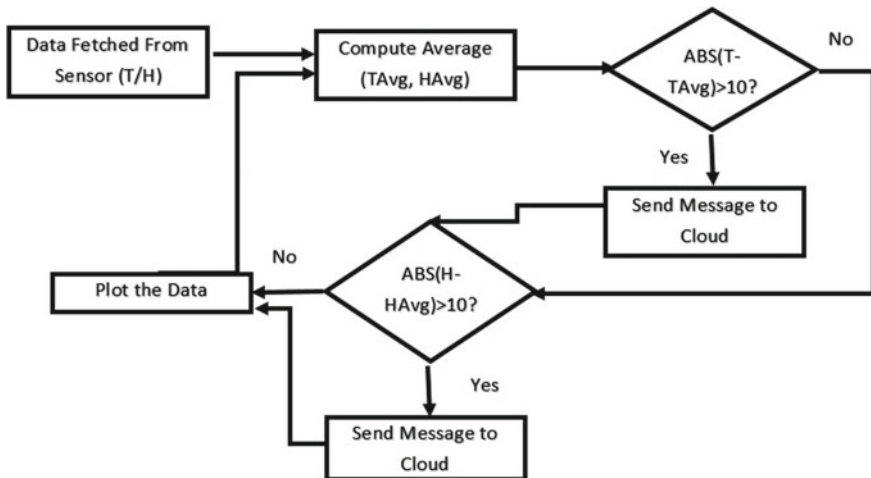 Data Fetched From
Sensor (T/H)
Compute Average
(TAvg, HAvg)
ABS(T-
TAvg)>10?
No
Yes
Send Message to
Cloud
ABS(H-
HAvg)>10?
No
Plot the Data
Yes
Send Message to
Cloud